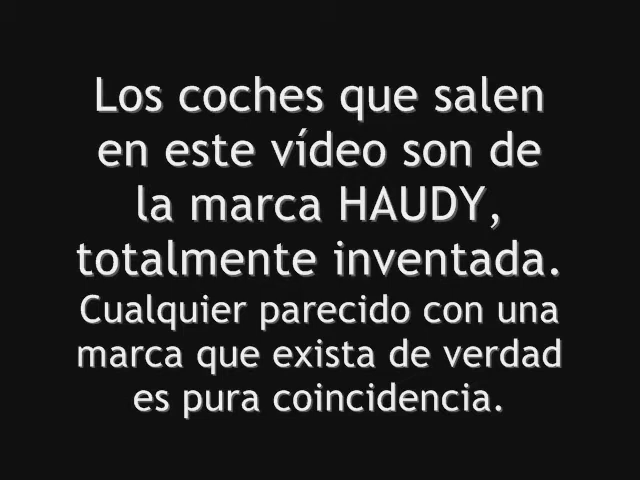 Los coches que salen
en este vídeo son de
la marca HAUDY,
totalmente inventada.
Cualquier parecido con una
marca que exista de verdad
es pura coincidencia.